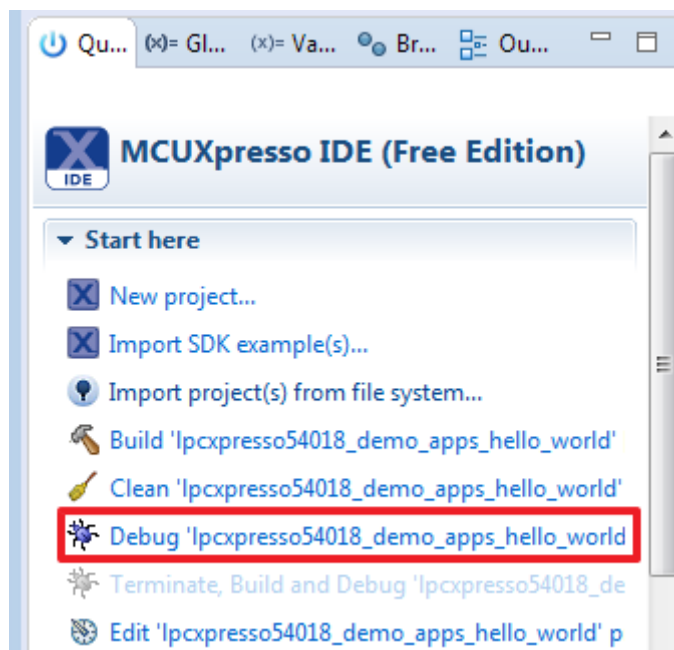 Qu... (x)= Gl... (x)= Va... Br... Ou...
X IDE
MCUXpresso IDE (Free Edition)
Start here
New project...
Import SDK example(s)...
Import project(s) from file system...
Build 'lpcxpresso54018_demo_apps_hello_world'
Clean 'lpcxpresso54018_demo_apps_hello_world'
Debug 'lpcxpresso54018_demo_apps_hello_world
Terminate, Build and Debug 'lpcxpresso54018_de
Edit 'lpcxpresso54018_demo_apps_hello_world' p